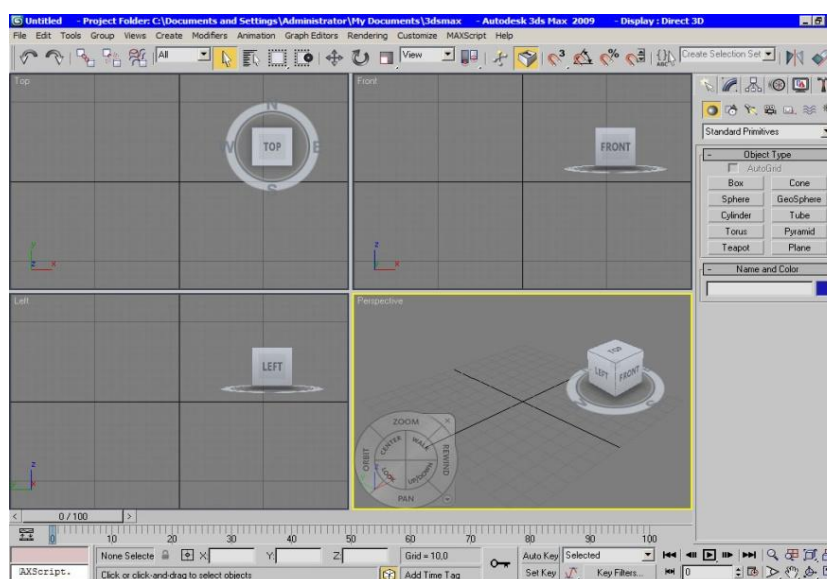 Untitled - Project Folder: C:\Documents and Settings\Administrator\My Documents\3dsmax - Autodesk 3ds Max 2009 - Display : Direct 3D
File Edit Tools Group Views Create Modifiers Animation Graph Editors Rendering Customize MAXScript Help
All View 3 % ABC Create Selection Set
Top Front
N W TOP E S
FRONT
z x z x
Standard Primitives
- Object Type
AutoGrid
Box Cone
Sphere GeoSphere
Cylinder Tube
Torus Pyramid
Teapot Plane
- Name and Color
Left Perspective
LEFT
TOP
LEFT FRONT
S
ZOOM
CENTER WALK
ORBIT REWIND
LOOK UP/DOWN
PAN
z
< 0 / 100 >
0 10 20 30 40 50 60 70 80 90 100
None Selecte X: Y: Z: Grid = 10,0 Auto Key Selected
AXScript. Click or click-and-drag to select objects Add Time Tag Set Key Key Filters... 0